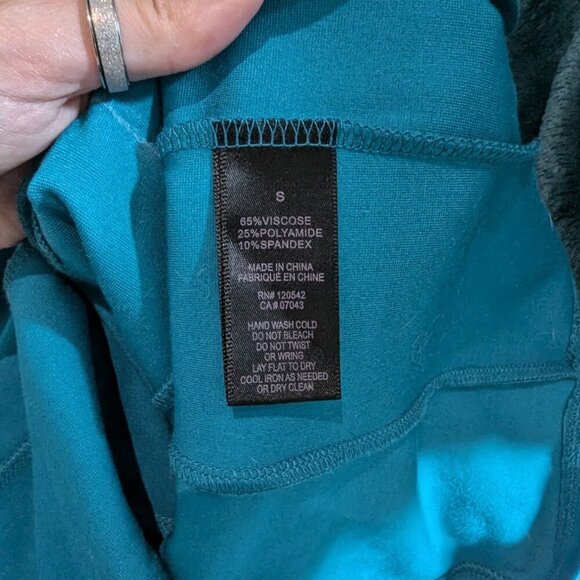 S
65%VISCOSE
25%POLYAMIDE
10%SPANDEX
MADE IN CHINA
FABRIQUÉ EN CHINE
RN# 120542
CA# 07043
HAND WASH COLD
DO NOT BLEACH
DO NOT TWIST
OR WRING
LAY FLAT TO DRY
COOL IRON AS NEEDED
OR DRY CLEAN